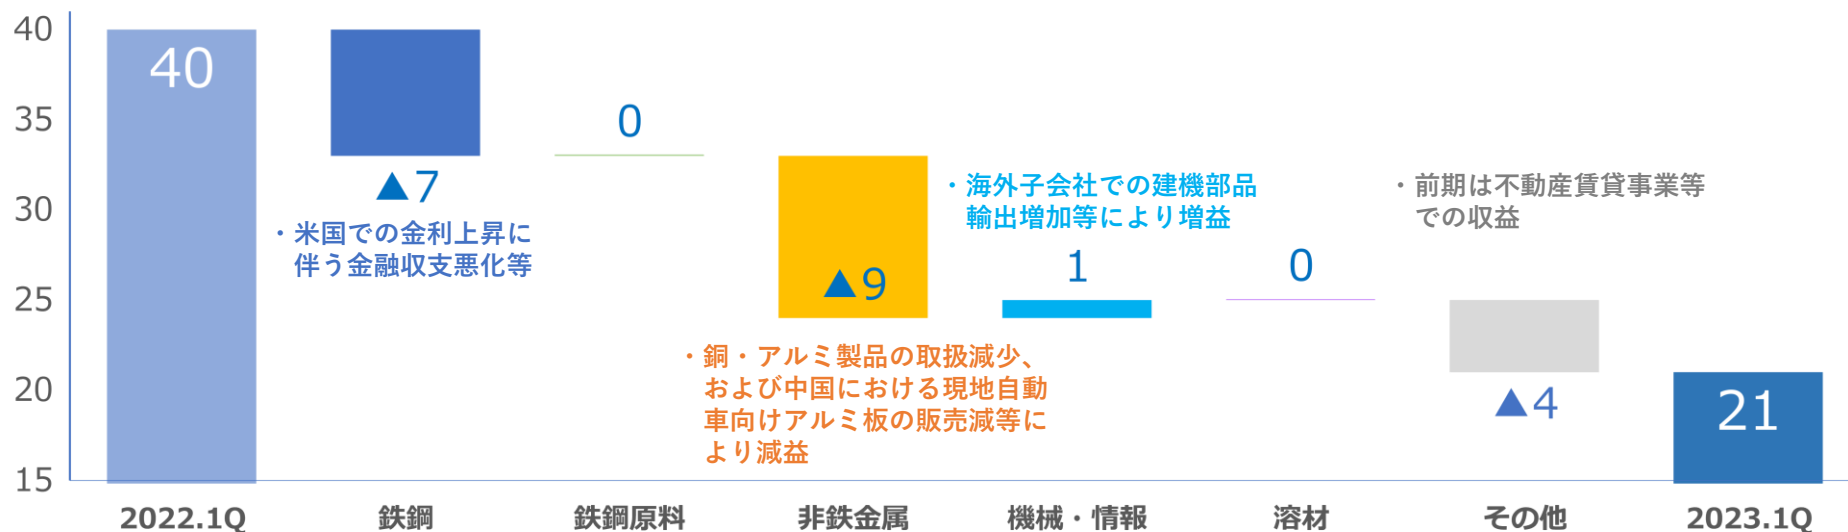 40
35
30
25
20
15
40
▲7
・米国での金利上昇に
伴う金融収支悪化等
0
▲9
・銅・アルミ製品の取扱減少、
および中国における現地自動
車向けアルミ板の販売減等に
より減益
・海外子会社での建機部品
輸出増加等により増益
1
0
・前期は不動産賃貸事業等
での収益
▲4
21
2022.1Q
鉄鋼
鉄鋼原料
非鉄金属
機械・情報
溶材
その他
2023.1Q